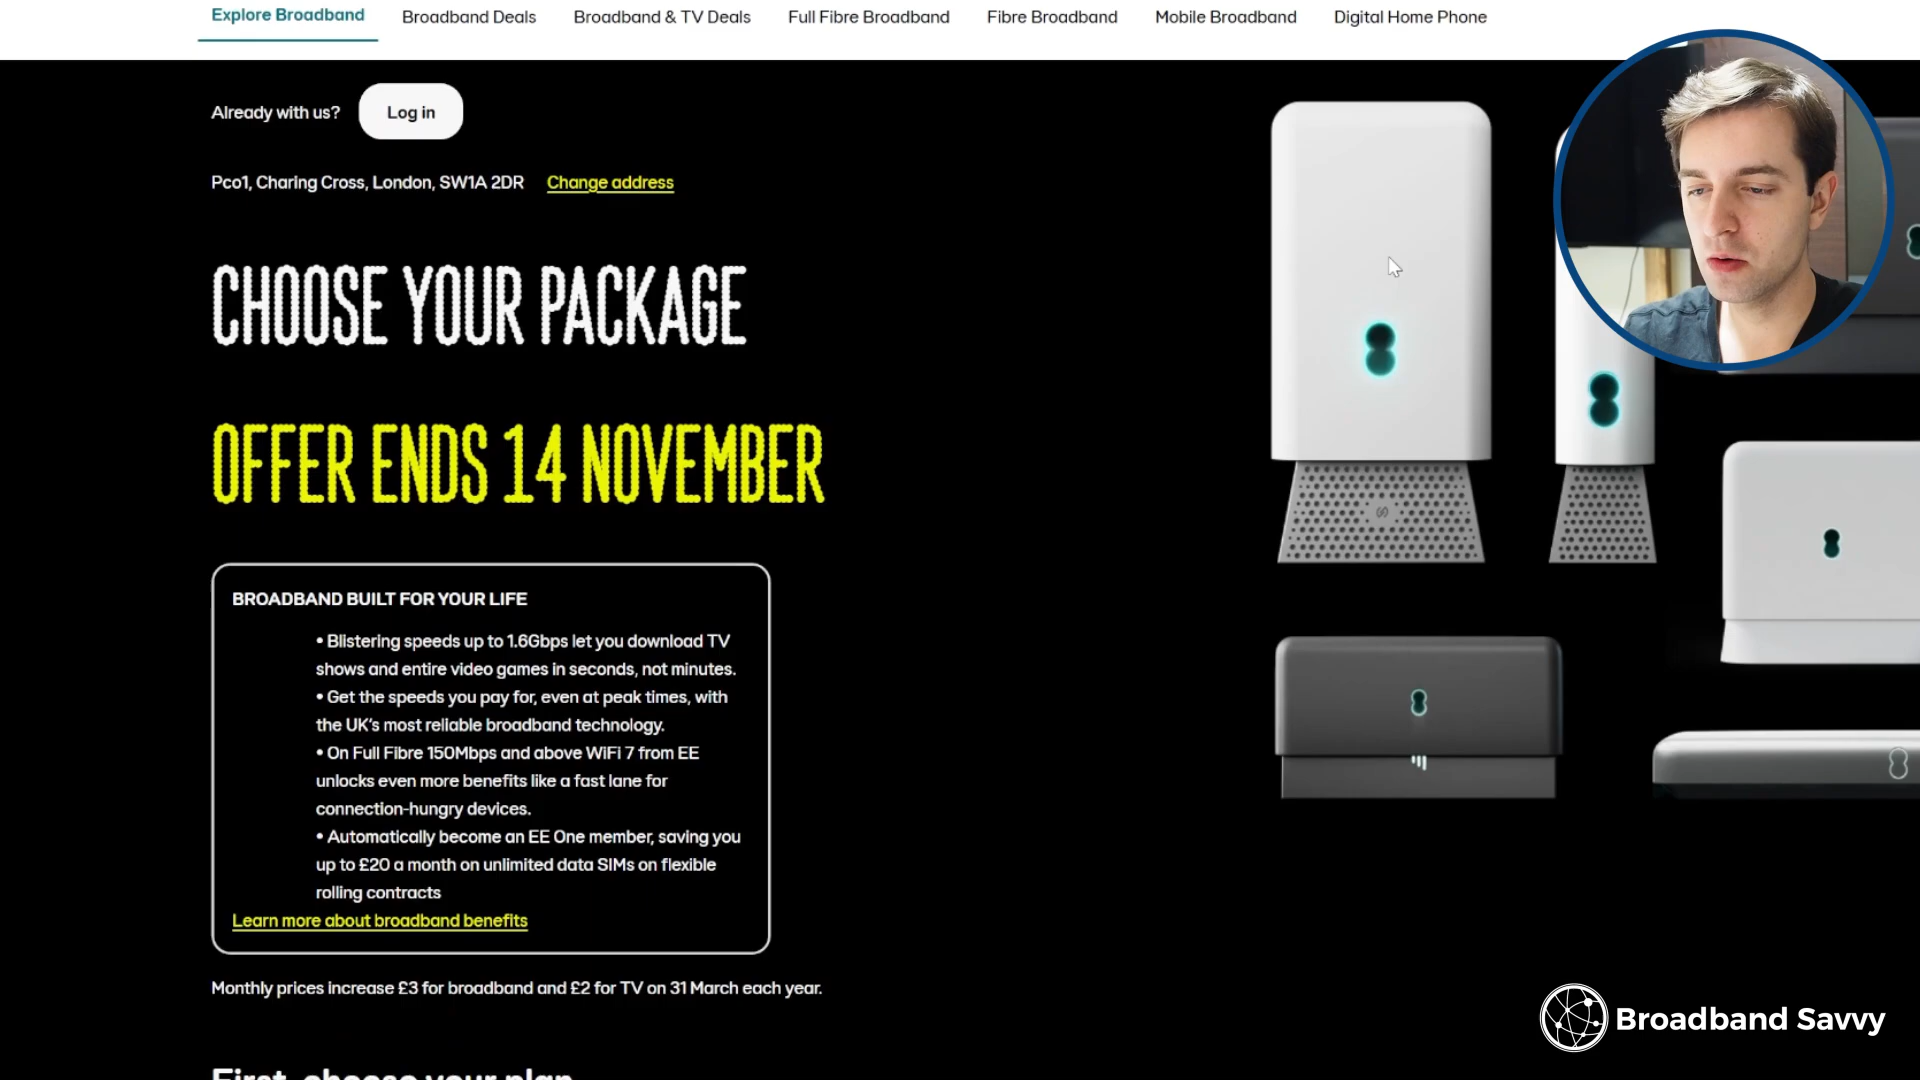 Explore Broadband
Broadband Deals
Broadband & TV Deals
Full Fibre Broadband
Fibre Broadband
Mobile Broadband
Digital Home Phone
Already with us?
Log in
Pco1, Charing Cross, London, SW1A 2DR
Change address
CHOOSE YOUR PACKAGE
OFFER ENDS 14 NOVEMBER
BROADBAND BUILT FOR YOUR LIFE
• Blistering speeds up to 1.6Gbps let you download TV
shows and entire video games in seconds, not minutes.
• Get the speeds you pay for, even at peak times, with
the UK's most reliable broadband technology.
• On Full Fibre 150Mbps and above WiFi 7 from EE
unlocks even more benefits like a fast lane for
connection-hungry devices.
• Automatically become an EE One member, saving you
up to £20 a month on unlimited data SIMs on flexible
rolling contracts
Learn more about broadband benefits
Monthly prices increase £3 for broadband and £2 for TV on 31 March each year.
First, choose your plan
Broadband Savvy